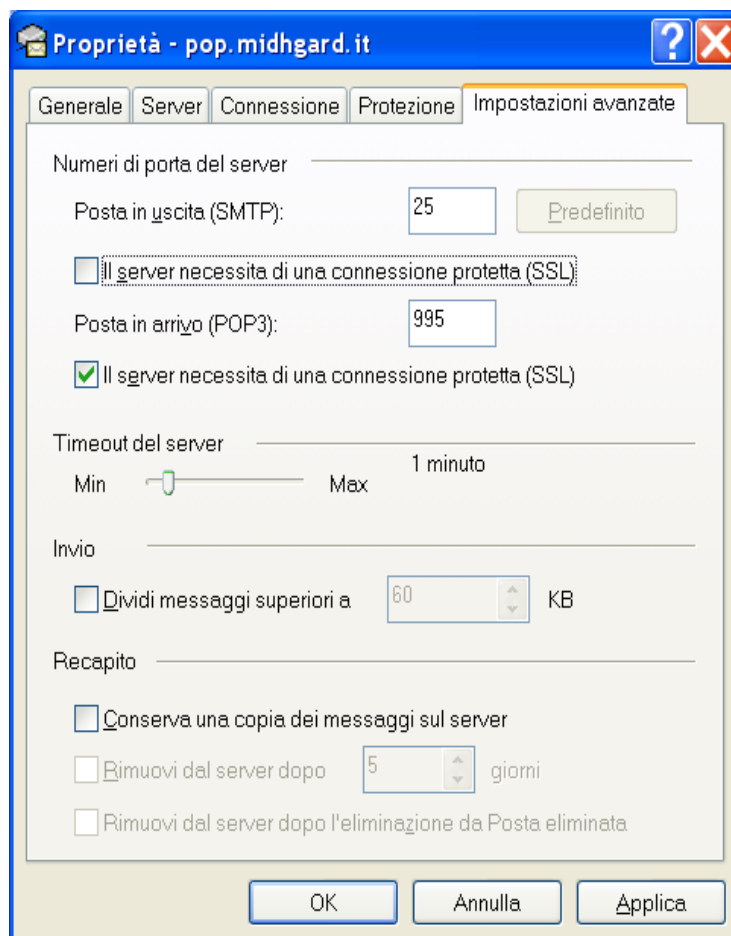 Proprietà - pop.midhgard.it
Generale Server Connessione Protezione Impostazioni avanzate
Numeri di porta del server
Posta in uscita (SMTP): 25 Predefinito
Il server necessita di una connessione protetta (SSL)
Posta in arrivo (POP3): 995
Il server necessita di una connessione protetta (SSL)
Timeout del server
Min Max 1 minuto
Invio
Dividi messaggi superiori a 60 KB
Recapito
Conserva una copia dei messaggi sul server
Rimuovi dal server dopo 5 giorni
Rimuovi dal server dopo l'eliminazione da Posta eliminata
OK Annulla Applica